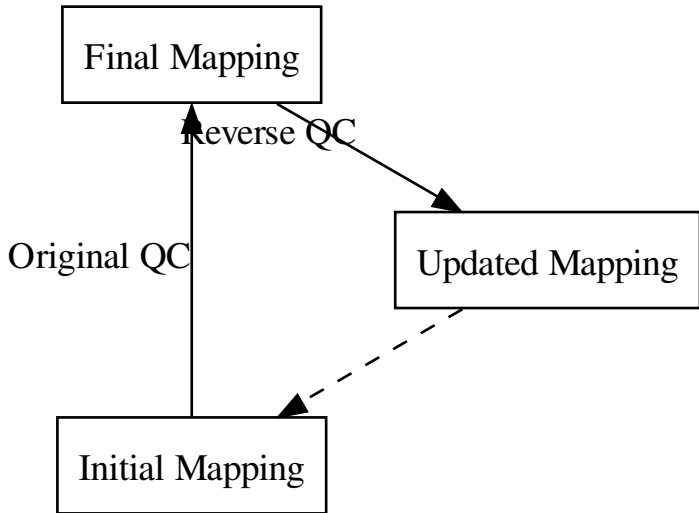 Final Mapping
Reverse QC
Updated Mapping
Original QC
Initial Mapping